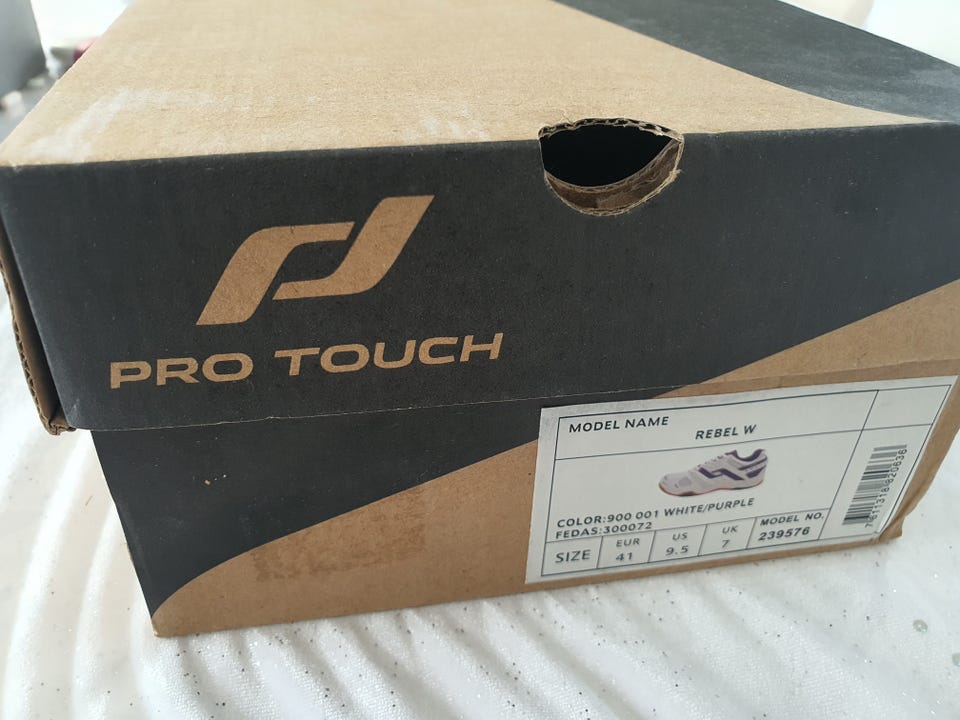 PRO TOUCH
MODEL NAME
REBEL W
COLOR:900 001 WHITE/PURPLE
FEDAS:300072
SIZE EUR 41 US 9.5 UK 7 MODEL NO. 239576
7611318820636